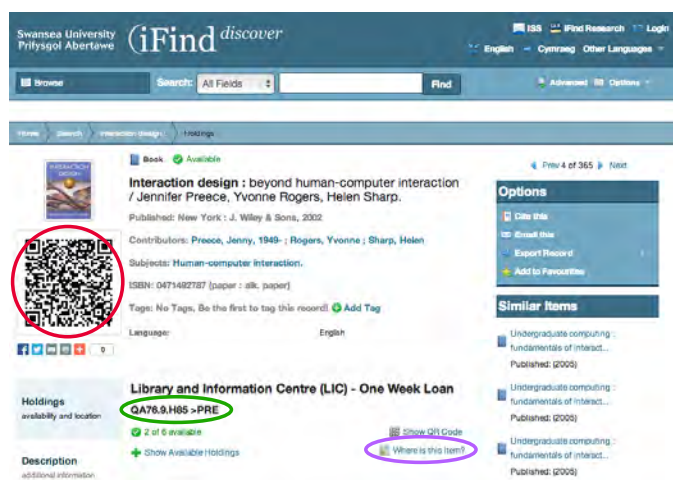 Swansea University
Prifysgol Abertawe
(iFind discover
ISS iFind Research Login
English Cymraeg Other Languages
Browse
Search: All Fields Find
Advanced Options
Home Search Interaction design Holdings
INTERACTION DESIGN
Book Available
Prev 4 of 365 Next
Interaction design : beyond human-computer interaction
/ Jennifer Preece, Yvonne Rogers, Helen Sharp.
Published: New York : J. Wiley & Sons, 2002
Contributors: Preece, Jenny, 1949- ; Rogers, Yvonne ; Sharp, Helen
Subjects: Human-computer interaction.
ISBN: 0471492787 (paper : alk. paper)
Tags: No Tags, Be the first to tag this record! Add Tag
Language: English
9
Options
Cite this
Email this
Export Record
Add to Favourites
Similar Items
Undergraduate computing :
fundamentals of interact...
Published: (2005)
Undergraduate computing :
fundamentals of interact...
Published: (2005)
Undergraduate computing :
fundamentals of interact...
Published: (2005)
Holdings
availability and location
Description
additional information
Library and Information Centre (LIC) - One Week Loan
QA76.9.H85 >PRE
2 of 6 available
Show QR Code
Show Available Holdings
Where is this item?